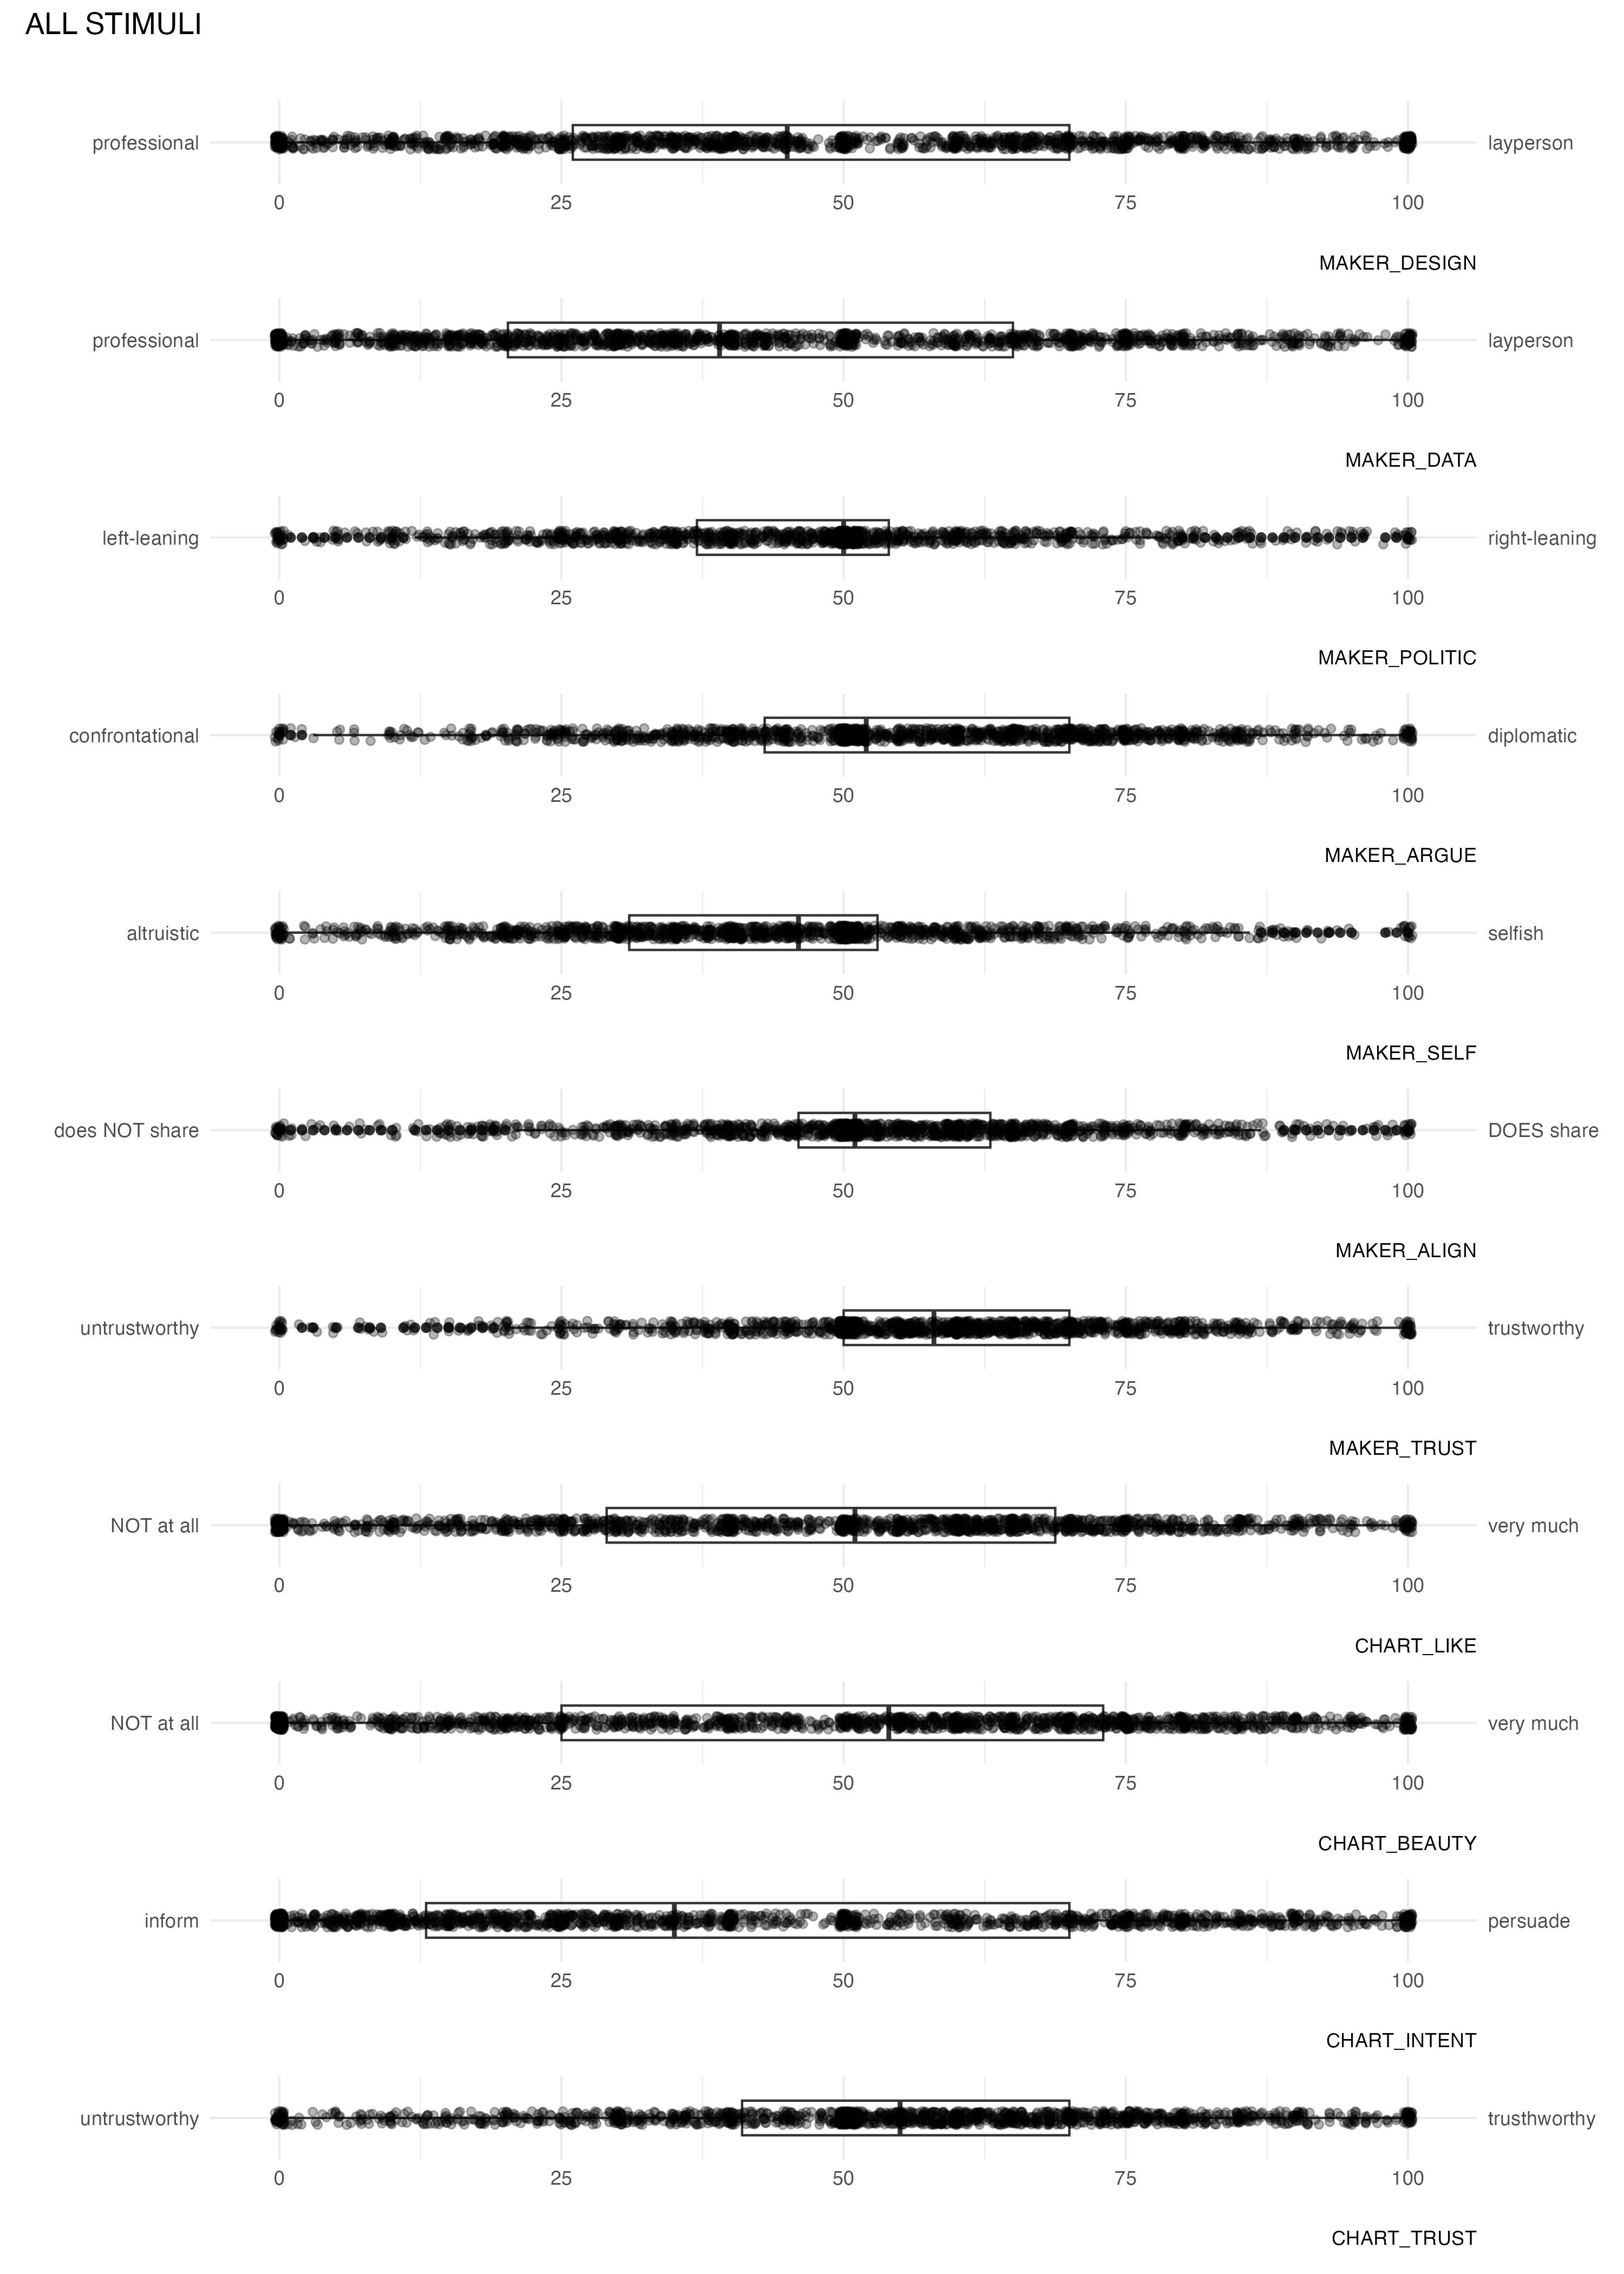 ALL STIMULI
professional layperson
0 25 50 75 100
MAKER_DESIGN
professional layperson
0 25 50 75 100
MAKER_DATA
left-leaning right-leaning
0 25 50 75 100
MAKER_POLITIC
confrontational diplomatic
0 25 50 75 100
MAKER_ARGUE
altruistic selfish
0 25 50 75 100
MAKER_SELF
does NOT share DOES share
0 25 50 75 100
MAKER_ALIGN
untrustworthy trustworthy
0 25 50 75 100
MAKER_TRUST
NOT at all very much
0 25 50 75 100
CHART_LIKE
NOT at all very much
0 25 50 75 100
CHART_BEAUTY
inform persuade
0 25 50 75 100
CHART_INTENT
untrustworthy trusthworthy
0 25 50 75 100
CHART_TRUST